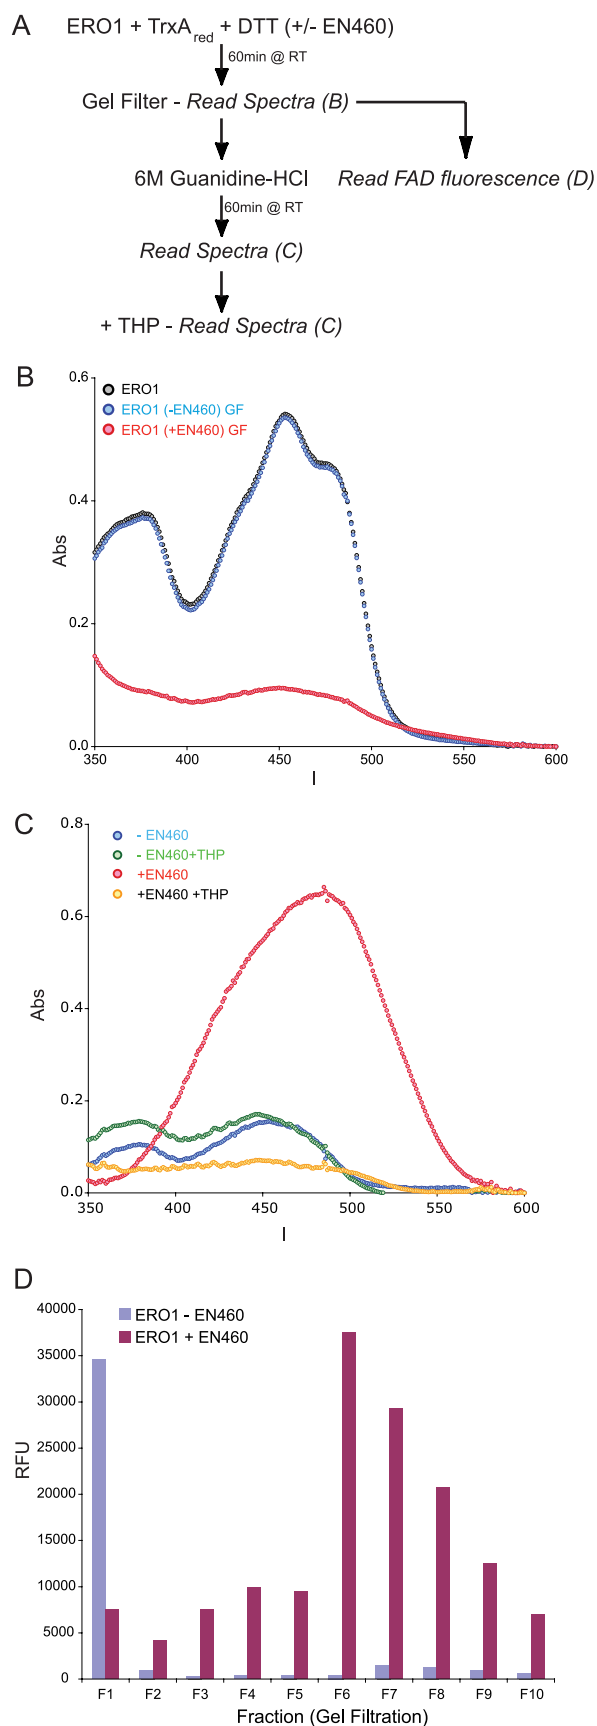 A
ERO1 + TrxAred + DTT (+/- EN460)
60min @ RT
Gel Filter - Read Spectra (B)
6M Guanidine-HCl
Read FAD fluorescence (D)
60min @ RT
Read Spectra (C)
+ THP - Read Spectra (C)
B
0.6
0.4
0.2
0.0
Abs
ERO1
ERO1 (-EN460) GF
ERO1 (+EN460) GF
350 400 450 500 550 600
l
C
0.8
0.6
0.4
0.2
0.0
Abs
- EN460
- EN460+THP
+EN460
+EN460 +THP
350 400 450 500 550 600
l
D
40000
35000
30000
25000
20000
15000
10000
5000
0
RFU
ERO1 - EN460
ERO1 + EN460
F1 F2 F3 F4 F5 F6 F7 F8 F9 F10
Fraction (Gel Filtration)